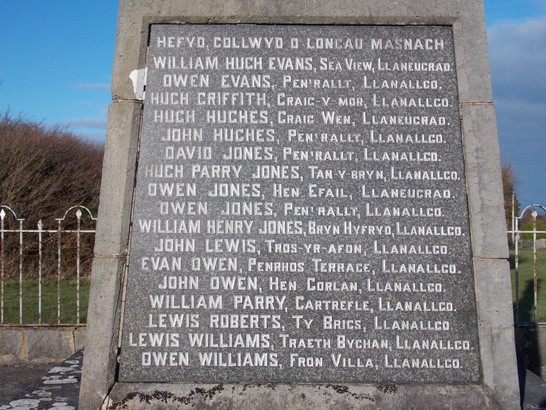 HEFYD, COLLWYD O LONGAU MASNACH
WILLIAM HUGH EVANS, SEA VIEW, LLANEUGRAD.
OWEN EVANS, PEN'RALLT, LLANALLGO.
HUGH GRIFFITH, CRAIG-Y-MOR, LLANALLGO.
HUGH HUGHES, CRAIG WEN, LLANEUGRAD.
JOHN HUGHES, PEN'RALLT, LLANALLGO.
DAVID JONES, PEN'RALLT, LLANALLGO.
HUGH PARRY JONES, TAN-Y-BRYN, LLANALLGO.
OWEN JONES, HEN EFAIL, LLANEUGRAD.
OWEN JONES, PEN'RALLT, LLANALLGO.
WILLIAM HENRY JONES, BRYN HYFRYD, LLANALLGO.
JOHN LEWIS, TROS-YR-AFON, LLANALLGO.
EVAN OWEN, PENRHOS TERRACE, LLANALLGO.
JOHN OWEN, HEN GORLAN, LLANALLGO.
WILLIAM PARRY, CARTREFLE, LLANALLGO.
LEWIS ROBERTS, TY BRICS, LLANALLGO.
LEWIS WILLIAMS, TRAETH BYCHAN, LLANALLGO.
OWEN WILLIAMS, FRON VILLA, LLANALLGO.